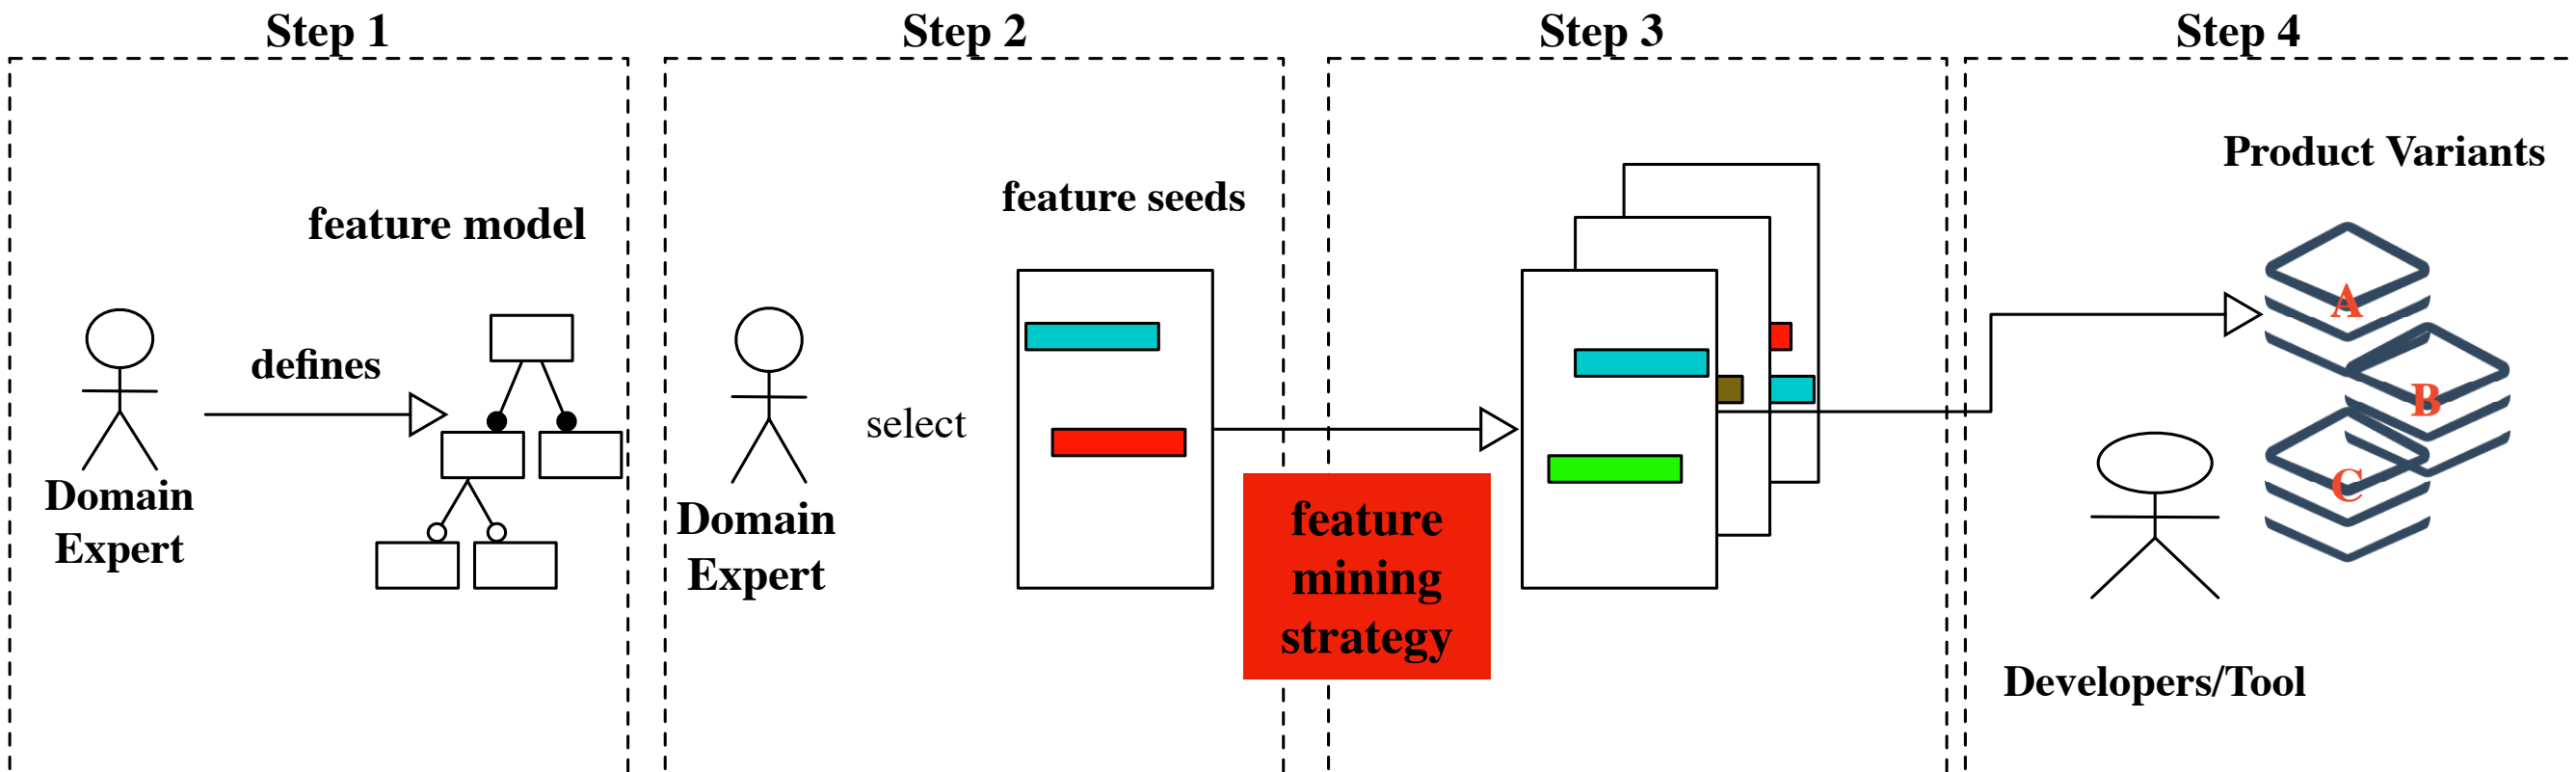 Step 1
feature model
defines
Domain
Expert
Step 2
feature seeds
select
Domain
Expert
feature
mining
strategy
Step 3
Step 4
Product Variants
A
B
C
Developers/Tool